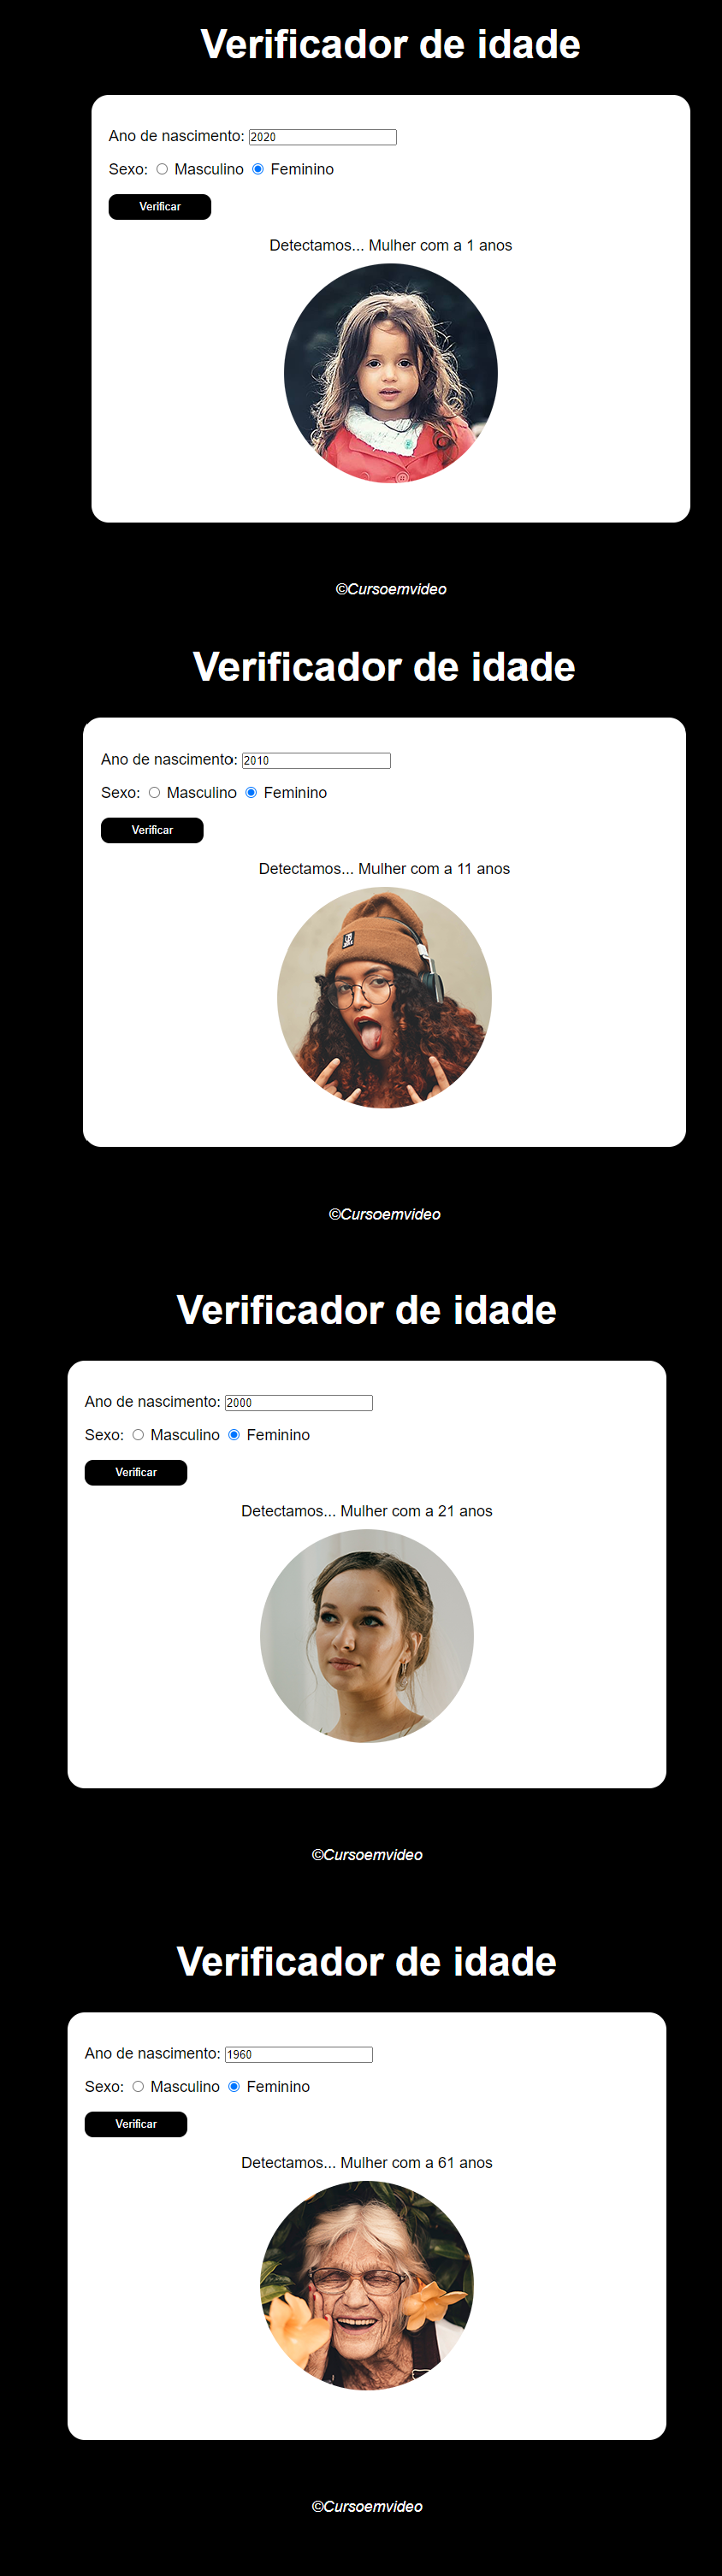 Verificador de idade
Ano de nascimento: 2020
Sexo: Masculino Feminino
Verificar
Detectamos... Mulher com a 1 anos
©Cursoemvideo
Verificador de idade
Ano de nascimento: 2010
Sexo: Masculino Feminino
Verificar
Detectamos... Mulher com a 11 anos
©Cursoemvideo
Verificador de idade
Ano de nascimento: 2000
Sexo: Masculino Feminino
Verificar
Detectamos... Mulher com a 21 anos
©Cursoemvideo
Verificador de idade
Ano de nascimento: 1960
Sexo: Masculino Feminino
Verificar
Detectamos... Mulher com a 61 anos
©Cursoemvideo